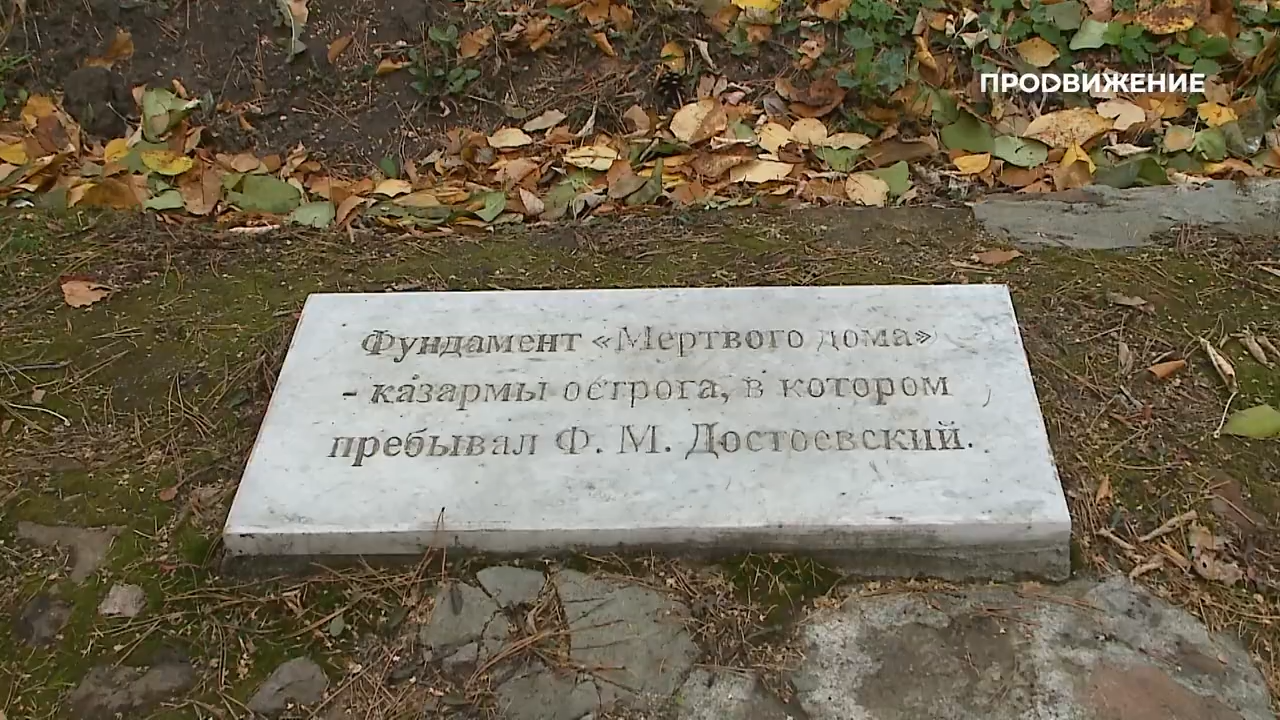 ПРОДВИЖЕНИЕ
Фундамент «Мертвого дома»
- казармы острога, в котором
пребывал Ф. М. Достоевский.